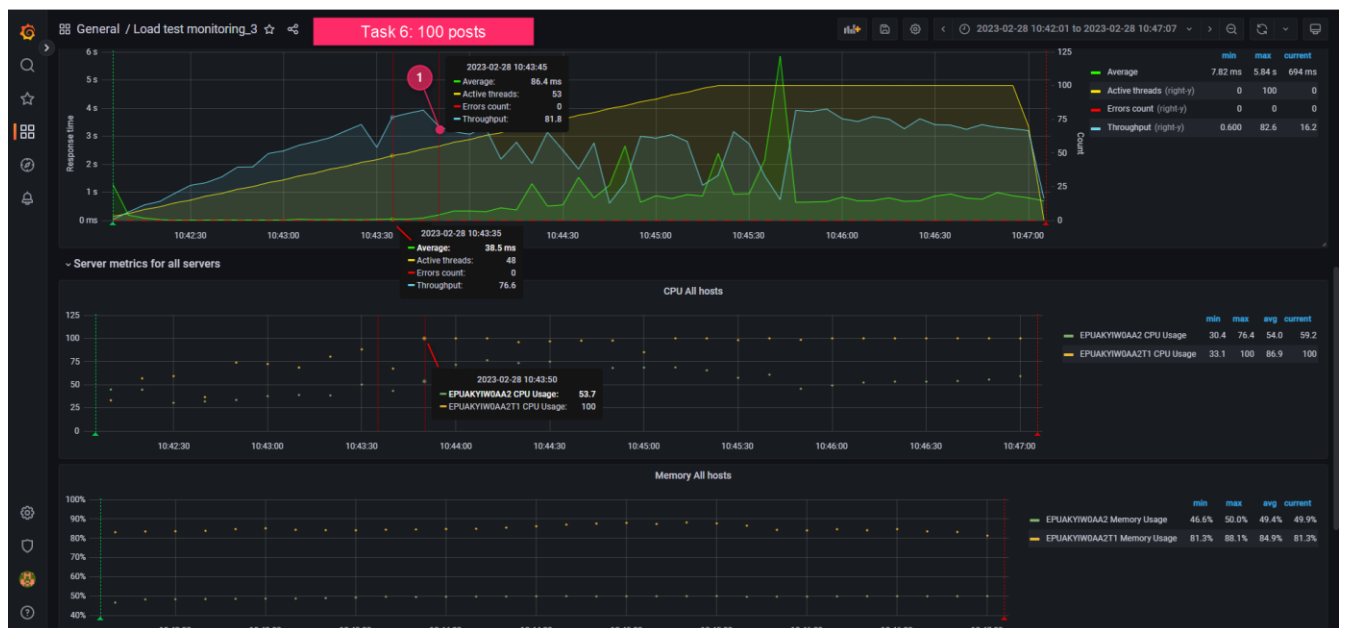 General / Load test monitoring_3
Task 6: 100 posts
2023-02-28 10:42:01 to 2023-02-28 10:47:07
6 s
5 s
4 s
3 s
2 s
1 s
0 ms
Response time
125
100
75
50
25
0
Count
10:42:30 10:43:00 10:43:30 10:44:30 10:45:00 10:45:30 10:46:00 10:46:30 10:47:00
1
2023-02-28 10:43:45
Average: 86.4 ms
Active threads: 53
Errors count: 0
Throughput: 81.8
2023-02-28 10:43:35
Average: 38.5 ms
Active threads: 48
Errors count: 0
Throughput: 76.6
min max current
Average 7.82 ms 5.84 s 694 ms
Active threads (right-y) 0 100 0
Errors count (right-y) 0 0 0
Throughput (right-y) 0.600 82.6 16.2
Server metrics for all servers
CPU All hosts
125
100
75
50
25
0
10:42:30 10:43:00 10:43:30 10:44:00 10:44:30 10:45:00 10:45:30 10:46:00 10:46:30 10:47:00
2023-02-28 10:43:50
EPUAKYIW0AA2 CPU Usage: 53.7
EPUAKYIW0AA2T1 CPU Usage: 100
min max avg current
EPUAKYIW0AA2 CPU Usage 30.4 76.4 54.0 59.2
EPUAKYIW0AA2T1 CPU Usage 33.1 100 86.9 100
Memory All hosts
100%
90%
80%
70%
60%
50%
40%
min max avg current
EPUAKYIW0AA2 Memory Usage 46.6% 50.0% 49.4% 49.9%
EPUAKYIW0AA2T1 Memory Usage 81.3% 88.1% 84.9% 81.3%